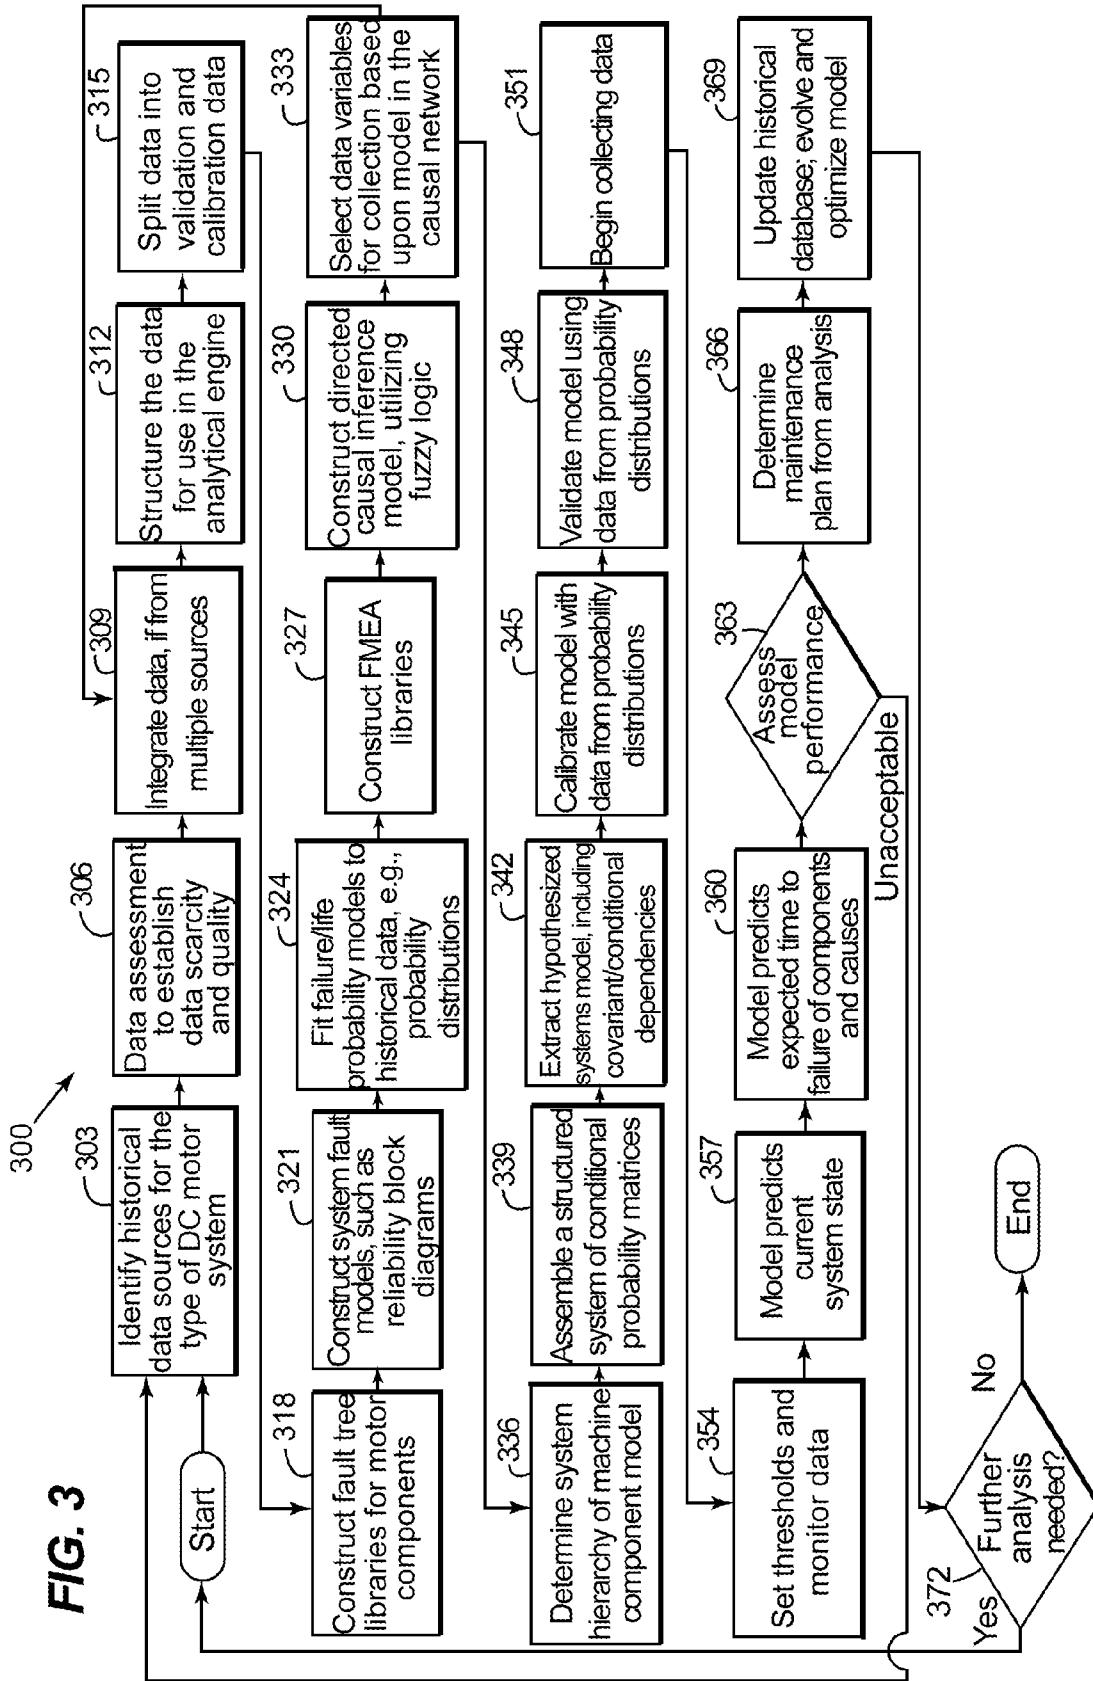 FIG. 3
300
Start
303
Identify historical
data sources for the
type of DC motor
system
306
Data assessment
to establish
data scarcity
and quality
309
Integrate data, if from
multiple sources
312
Structure the data
for use in the
analytical engine
315
Split data into
validation and
calibration data
318
Construct fault tree
libraries for motor
components
321
Construct system fault
models, such as
reliability block
diagrams
324
Fit failure/life
probability models to
historical data, e.g.,
probability
distributions
327
Construct FMEA
libraries
330
Construct directed
causal inference
model, utilizing
fuzzy logic
333
Select data variables
for collection based
upon model in the
causal network
336
Determine system
hierarchy of machine
component model
339
Assemble a structured
system of conditional
probability matrices
342
Extract hypothesized
systems model, including
covariant/conditional
dependencies
345
Calibrate model with
data from probability
distributions
348
Validate model using
data from probability
distributions
351
Begin collecting data
354
Set thresholds and
monitor data
357
Model predicts
current
system state
360
Model predicts
expected time to
failure of components
and causes
363
Assess
model
performance
Unacceptable
366
Determine
maintenance
plan from analysis
369
Update historical
database; evolve and
optimize model
372
Further
analysis
needed?
Yes
No
End